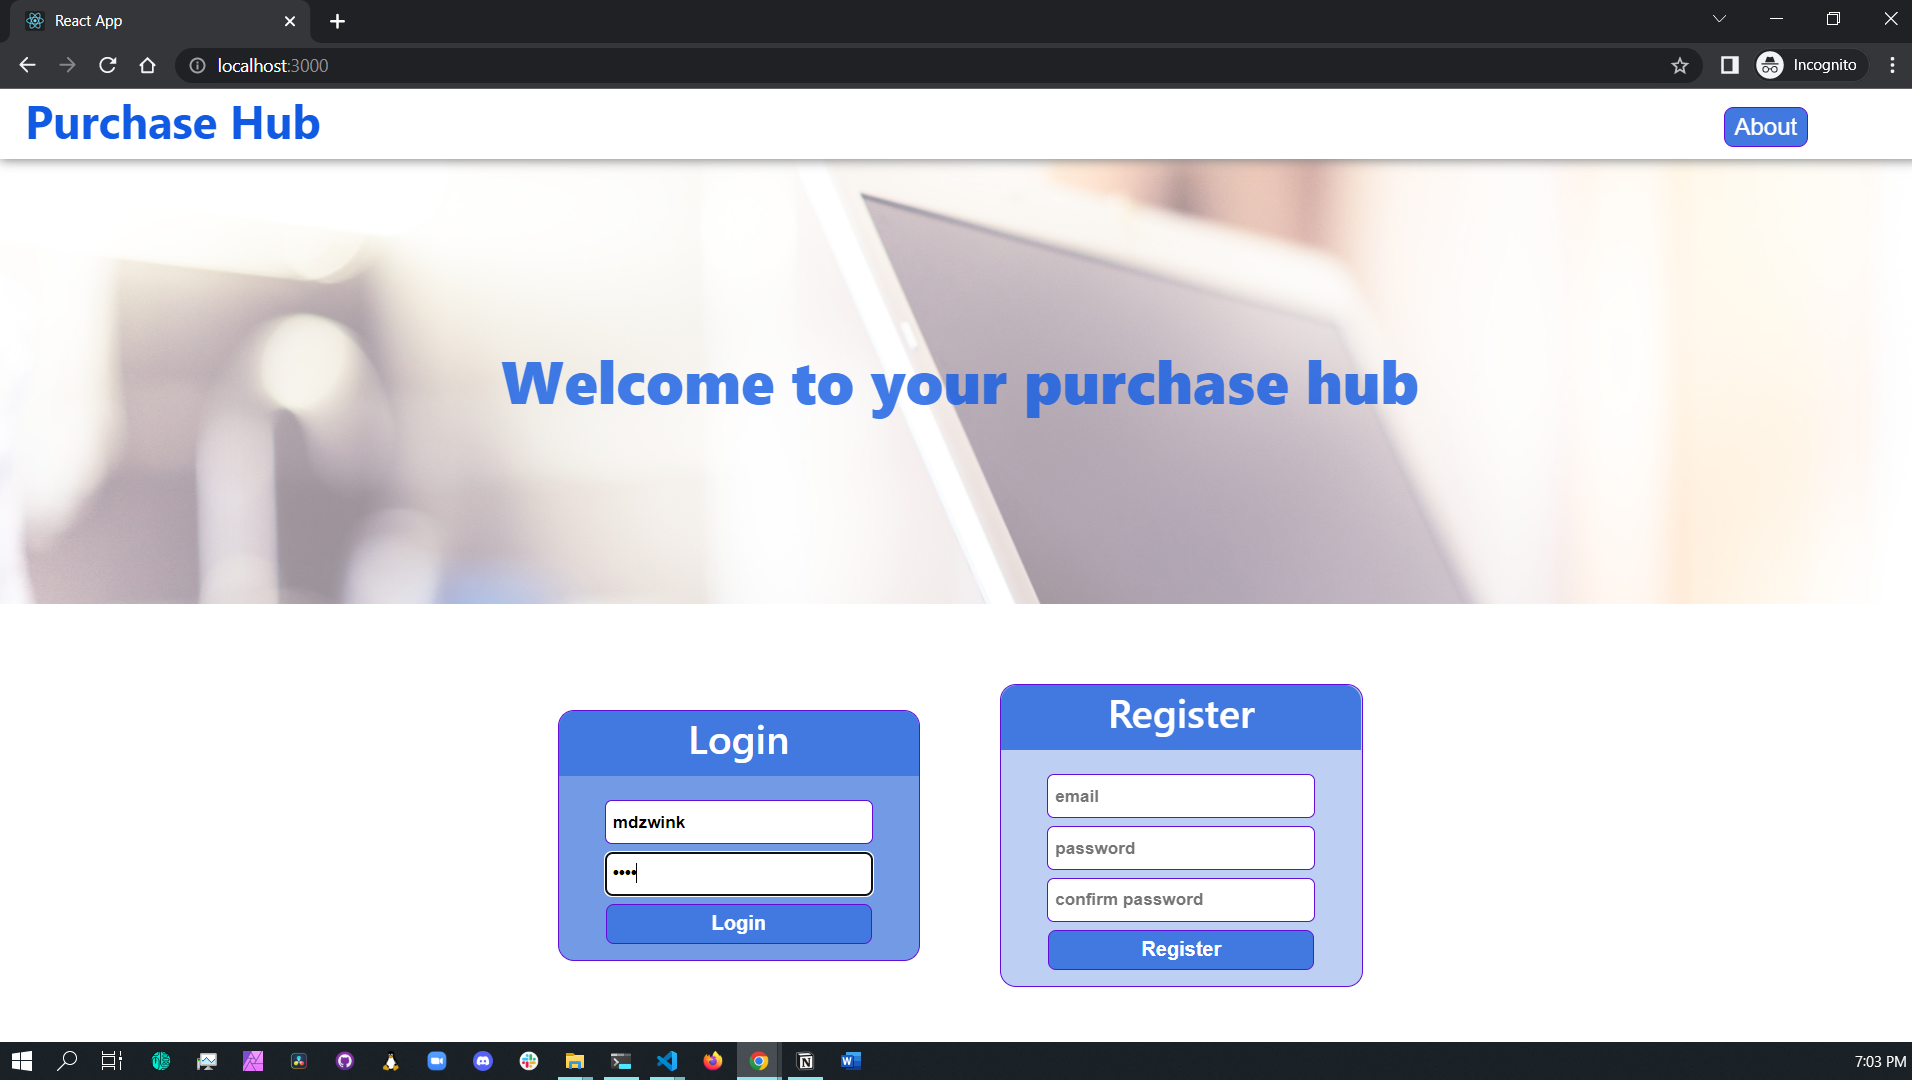 React App
localhost:3000
Incognito
Purchase Hub
About
Welcome to your purchase hub
Login
mdzwink
••••
Login
Register
email
password
confirm password
Register
7:03 PM